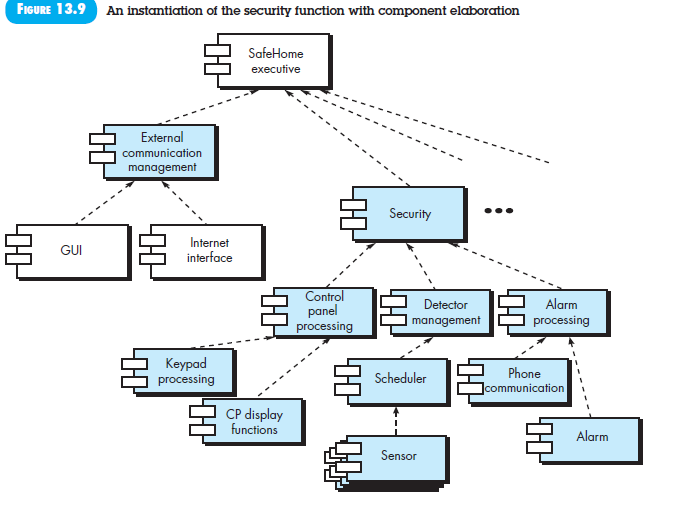 FIGURE 13.9 An instantiation of the security function with component elaboration
SafeHome
executive
External
communication
management
Security
GUI
Internet
interface
Control
panel
processing
Detector
management
Alarm
processing
Keypad
processing
Scheduler
Phone
communication
CP display
functions
Alarm
Sensor